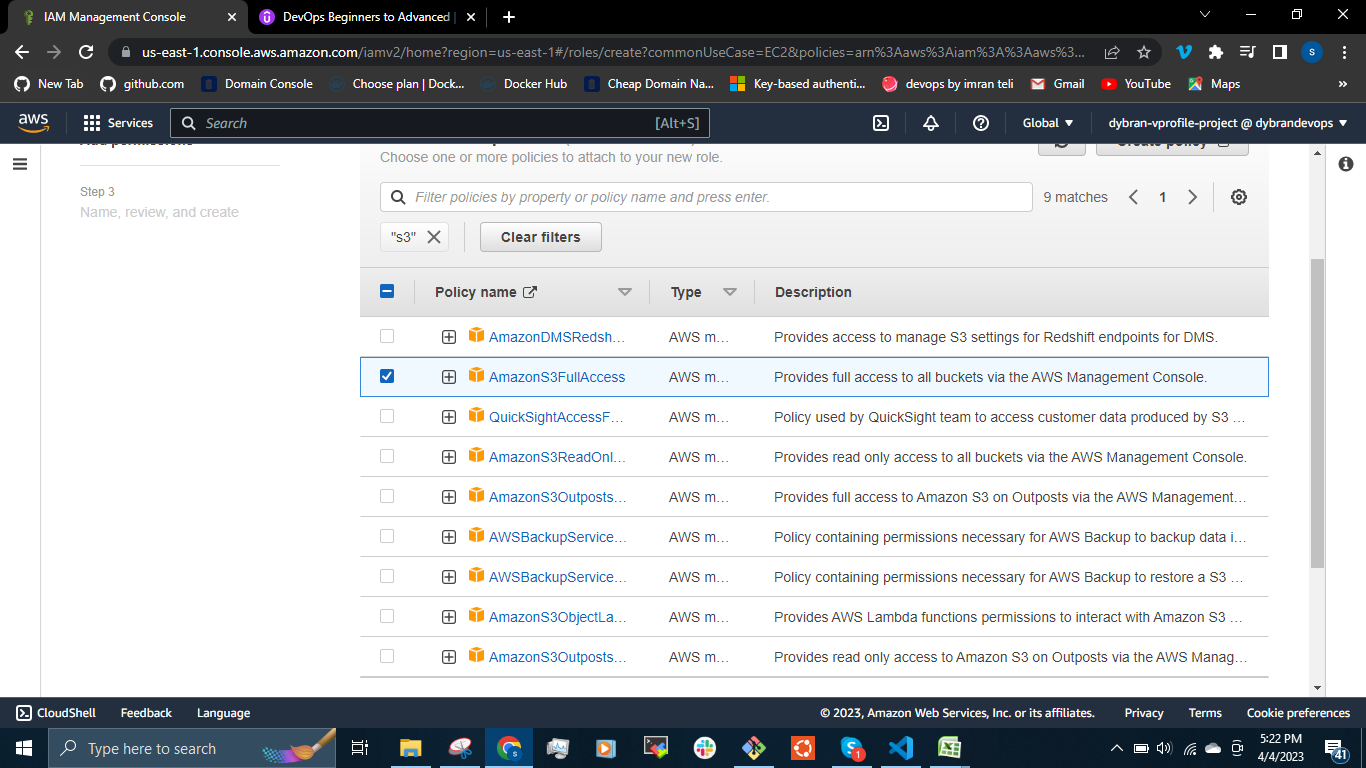 IAM Management Console
DevOps Beginners to Advanced |
us-east-1.console.aws.amazon.com/iamv2/home?region=us-east-1#/roles/create?commonUseCase=EC2&policies=arn%3Aaws%3Aiam%3A%3Aaws%3...
S
New Tab
github.com
Domain Console
Choose plan | Dock...
Docker Hub
Cheap Domain Na...
Key-based authenti...
devops by imran teli
Gmail
YouTube
Maps
»
aws
Services
Search
[Alt+S]
Global
dybran-vprofile-project @ dybrandevops
Add permissions
Create policy
Choose one or more policies to attach to your new role.
Step 3
Name, review, and create
Filter policies by property or policy name and press enter.
9 matches
1
"s3"
Clear filters
Policy name
Type
Description
AmazonDMSRedsh... AWS m... Provides access to manage S3 settings for Redshift endpoints for DMS.
AmazonS3FullAccess AWS m... Provides full access to all buckets via the AWS Management Console.
QuickSightAccessF... AWS m... Policy used by QuickSight team to access customer data produced by S3 ...
AmazonS3ReadOnl... AWS m... Provides read only access to all buckets via the AWS Management Console.
AmazonS3Outposts... AWS m... Provides full access to Amazon S3 on Outposts via the AWS Management...
AWSBackupService... AWS m... Policy containing permissions necessary for AWS Backup to backup data i...
AWSBackupService... AWS m... Policy containing permissions necessary for AWS Backup to restore a S3 ...
AmazonS3ObjectLa... AWS m... Provides AWS Lambda functions permissions to interact with Amazon S3 ...
AmazonS3Outposts... AWS m... Provides read only access to Amazon S3 on Outposts via the AWS Manag...
CloudShell
Feedback
Language
© 2023, Amazon Web Services, Inc. or its affiliates.
Privacy
Terms
Cookie preferences
Type here to search
5:22 PM
4/4/2023
41